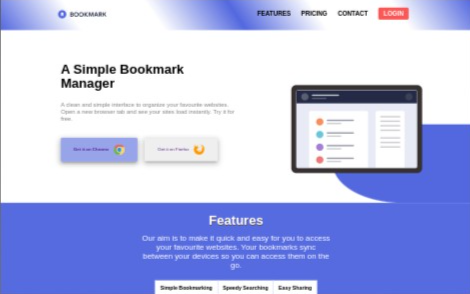 BOOKMARK
FEATURES PRICING CONTACT LOGIN
A Simple Bookmark
Manager
A clean and simple interface to organize your favourite websites.
Open a new browser tab and see your sites load instantly. Try it for
free.
Get it on Chrome
Get it on Firefox
Features
Our aim is to make it quick and easy for you to access
your favourite websites. Your bookmarks sync
between your devices so you can access them on the
go.
Simple Bookmarking Speedy Searching Easy Sharing